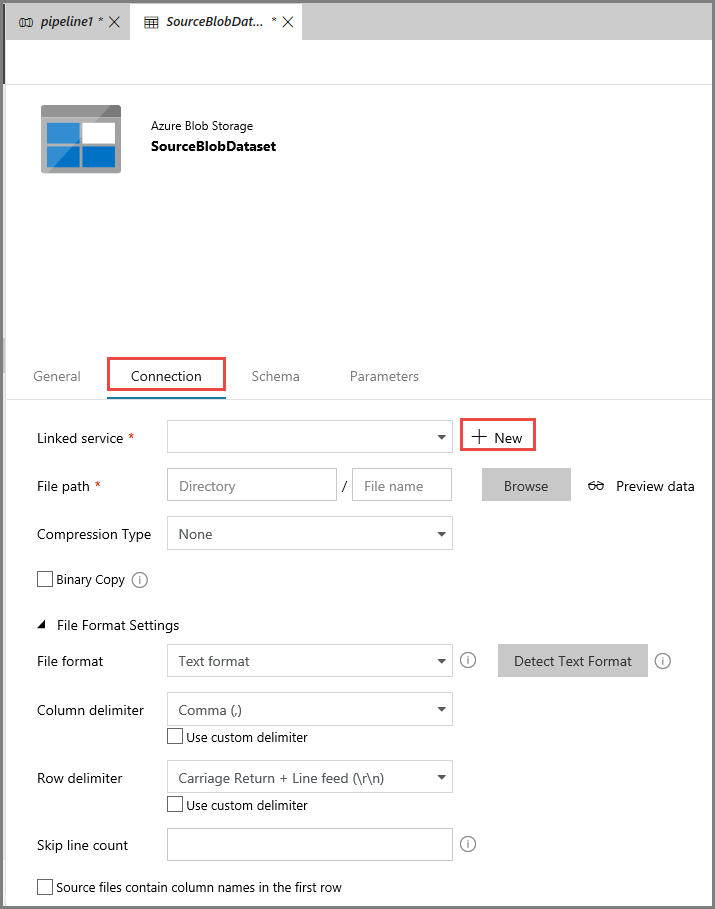 pipeline1 * SourceBlobDat... *
Azure Blob Storage
SourceBlobDataset
General Connection Schema Parameters
Linked service * New
File path * Directory / File name Browse Preview data
Compression Type None
Binary Copy
File Format Settings
File format Text format Detect Text Format
Column delimiter Comma (,)
Use custom delimiter
Row delimiter Carriage Return + Line feed (\r\n)
Use custom delimiter
Skip line count
Source files contain column names in the first row